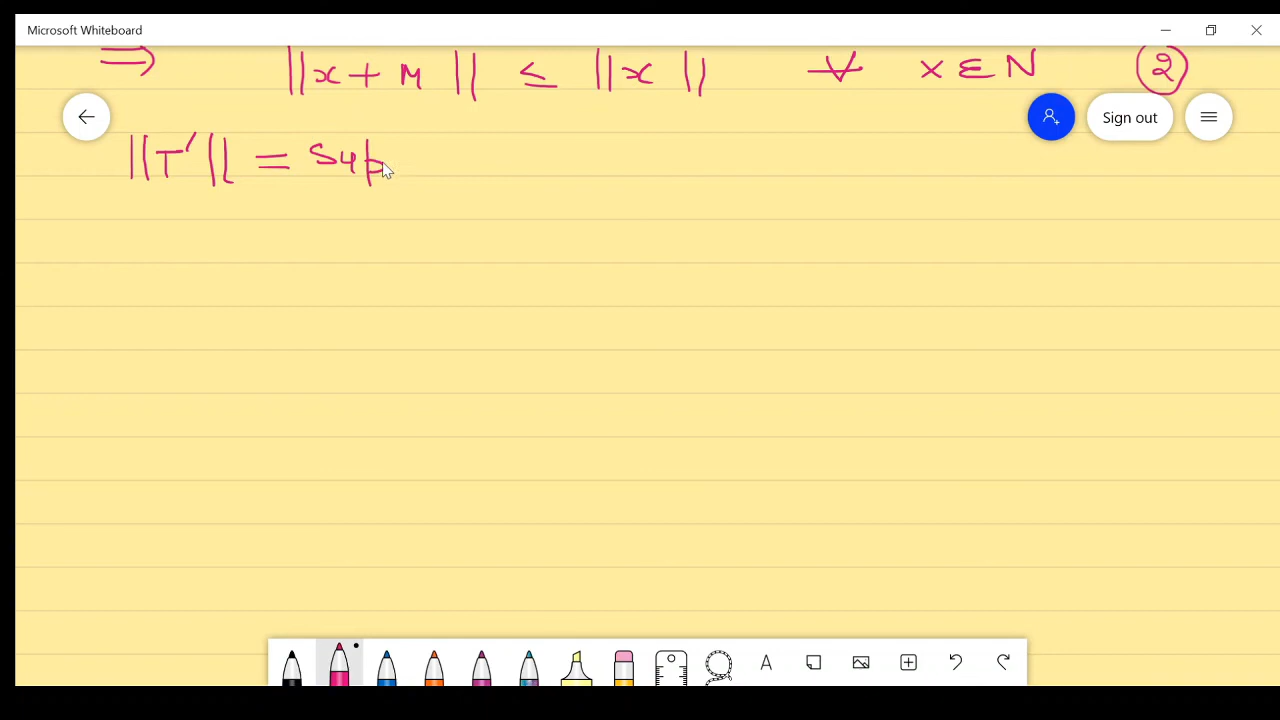 Microsoft Whiteboard
⇒ ||x + M|| ≤ ||x|| ∀ x ∈ N ②
Sign out
||T'|| = Sup
A